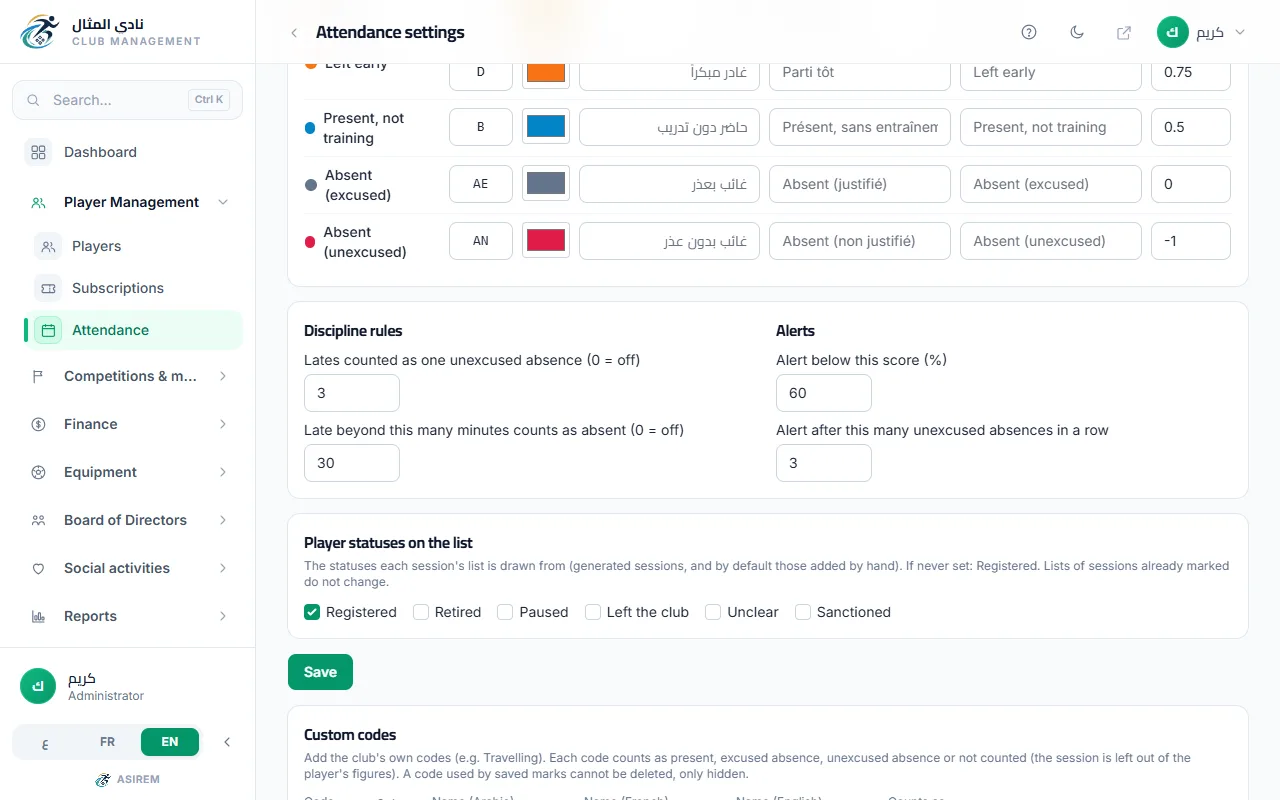 نادي المثال
CLUB MANAGEMENT
Search...
Ctrl K
Dashboard
Player Management
Players
Subscriptions
Attendance
Competitions & m...
Finance
Equipment
Board of Directors
Social activities
Reports
ك
كريم
Administrator
ع
FR
EN
ASIREM
Attendance settings
ك
كريم
Left early
D
غادر مبكراً
Parti tôt
Left early
0.75
Present, not
training
B
حاضر دون تدريب
Présent, sans entraînem
Present, not training
0.5
Absent
(excused)
AE
غائب بعذر
Absent (justifié)
Absent (excused)
0
Absent
(unexcused)
AN
غائب بدون عذر
Absent (non justifié)
Absent (unexcused)
-1
Discipline rules
Lates counted as one unexcused absence (0 = off)
3
Late beyond this many minutes counts as absent (0 = off)
30
Alerts
Alert below this score (%)
60
Alert after this many unexcused absences in a row
3
Player statuses on the list
The statuses each session's list is drawn from (generated sessions, and by default those added by hand). If never set: Registered. Lists of sessions already marked
do not change.
Registered
Retired
Paused
Left the club
Unclear
Sanctioned
Save
Custom codes
Add the club's own codes (e.g. Travelling). Each code counts as present, excused absence, unexcused absence or not counted (the session is left out of the
player's figures). A code used by saved marks cannot be deleted, only hidden.
Name (Arabic)
Name (French)
Name (English)